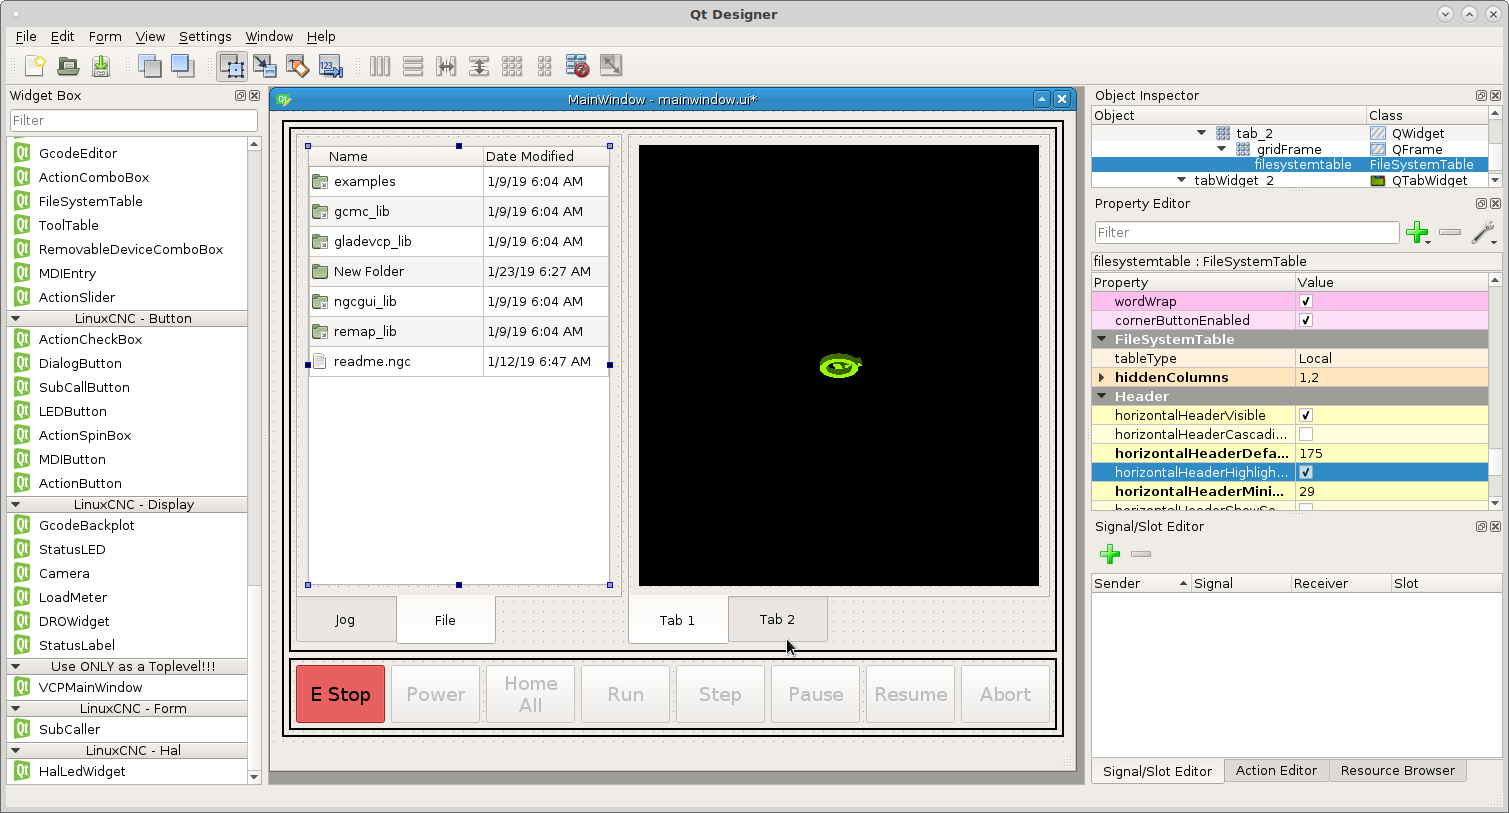 Qt Designer
File Edit Form View Settings Window Help
Widget Box
Filter
GcodeEditor
ActionComboBox
FileSystemTable
ToolTable
RemovableDeviceComboBox
MDIEntry
ActionSlider
LinuxCNC - Button
ActionCheckBox
DialogButton
SubCallButton
LEDButton
ActionSpinBox
MDIButton
ActionButton
LinuxCNC - Display
GcodeBackplot
StatusLED
Camera
LoadMeter
DROWidget
StatusLabel
Use ONLY as a Toplevel!!!
VCPMainWindow
LinuxCNC - Form
SubCaller
LinuxCNC - Hal
HalLedWidget
MainWindow - mainwindow.ui*
Name Date Modified
examples 1/9/19 6:04 AM
gcmc_lib 1/9/19 6:04 AM
gladevcp_lib 1/9/19 6:04 AM
New Folder 1/23/19 6:27 AM
ngcgui_lib 1/9/19 6:04 AM
remap_lib 1/9/19 6:04 AM
readme.ngc 1/12/19 6:47 AM
Jog File
Tab 1 Tab 2
E Stop Power Home All Run Step Pause Resume Abort
Object Inspector
Object Class
tab_2 QWidget
gridFrame QFrame
filesystemtable FileSystemTable
tabWidget_2 QTabWidget
Property Editor
Filter
filesystemtable : FileSystemTable
Property Value
wordWrap
cornerButtonEnabled
FileSystemTable
tableType Local
hiddenColumns 1,2
Header
horizontalHeaderVisible
horizontalHeaderCascadi...
horizontalHeaderDefa... 175
horizontalHeaderHighligh...
horizontalHeaderMini... 29
horizontalHeaderShowSo...
Signal/Slot Editor
Sender Signal Receiver Slot
Signal/Slot Editor Action Editor Resource Browser